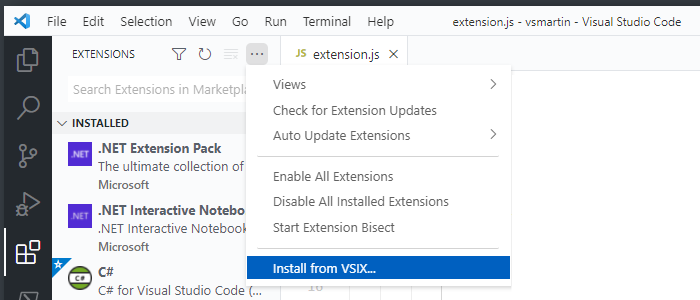 File Edit Selection View Go Run Terminal Help extension.js - vsmartin - Visual Studio Code
EXTENSIONS
JS extension.js
Search Extensions in Marketpla
INSTALLED
.NET
.NET Extension Pack
The ultimate collection of
Microsoft
.NET
.NET Interactive Notebo
.NET Interactive Notebook
Microsoft
C#
C#
C# for Visual Studio Code (...
Views
Check for Extension Updates
Auto Update Extensions
Enable All Extensions
Disable All Installed Extensions
Start Extension Bisect
Install from VSIX...